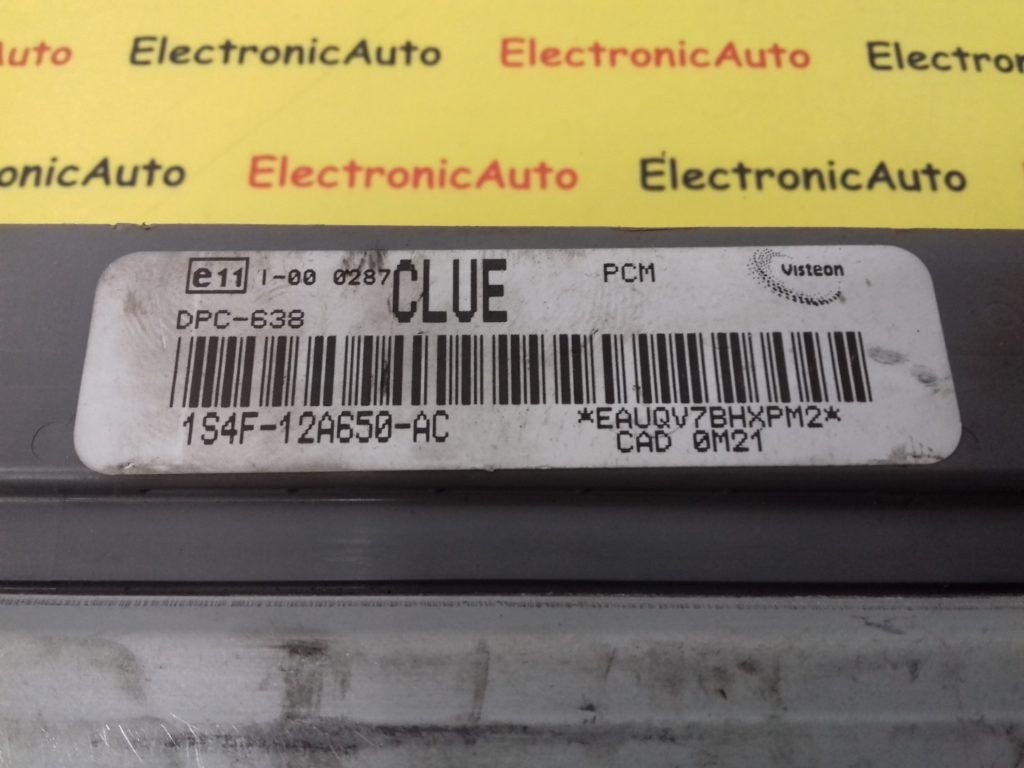 Auto ElectronicAuto ElectronicAuto Electron
onicAuto ElectronicAuto ElectronicAuto
e11 I-00 0287 CLUE PCM Visteon
DPC-638
1S4F-12A650-AC *EAUQV7BHXPM2*
CAD 0M21